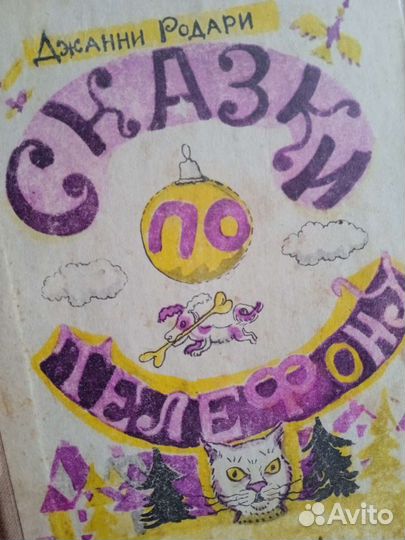 Джанни Родари
Сказки
по
телефону
Avito